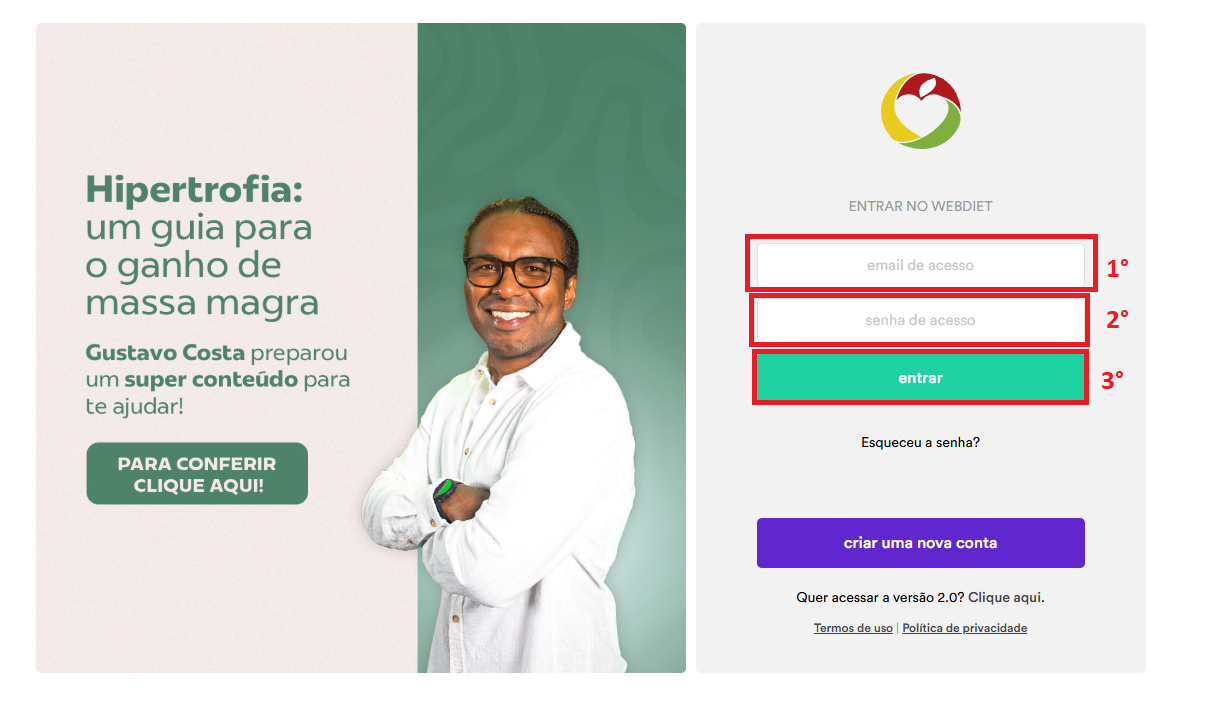 Hipertrofia:
um guia para
o ganho de
massa magra
Gustavo Costa preparou
um super conteúdo para
te ajudar!
PARA CONFERIR
CLIQUE AQUI!
ENTRAR NO WEBDIET
email de acesso
1°
senha de acesso
2°
entrar
3°
Esqueceu a senha?
criar uma nova conta
Quer acessar a versão 2.0? Clique aqui.
Termos de uso | Política de privacidade